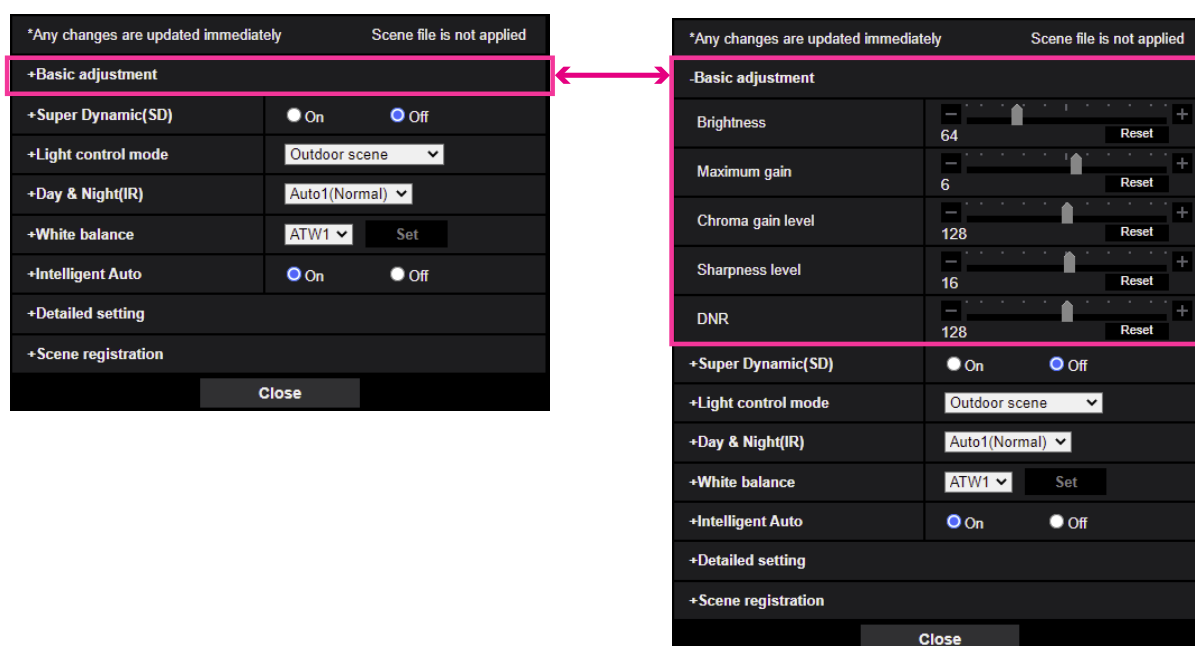 *Any changes are updated immediately Scene file is not applied
+Basic adjustment
+Super Dynamic(SD) On Off
+Light control mode Outdoor scene
+Day & Night(IR) Auto1(Normal)
+White balance ATW1 Set
+Intelligent Auto On Off
+Detailed setting
+Scene registration
Close
*Any changes are updated immediately Scene file is not applied
-Basic adjustment
Brightness − +
64 Reset
Maximum gain − +
6 Reset
Chroma gain level − +
128 Reset
Sharpness level − +
16 Reset
DNR − +
128 Reset
+Super Dynamic(SD) On Off
+Light control mode Outdoor scene
+Day & Night(IR) Auto1(Normal)
+White balance ATW1 Set
+Intelligent Auto On Off
+Detailed setting
+Scene registration
Close